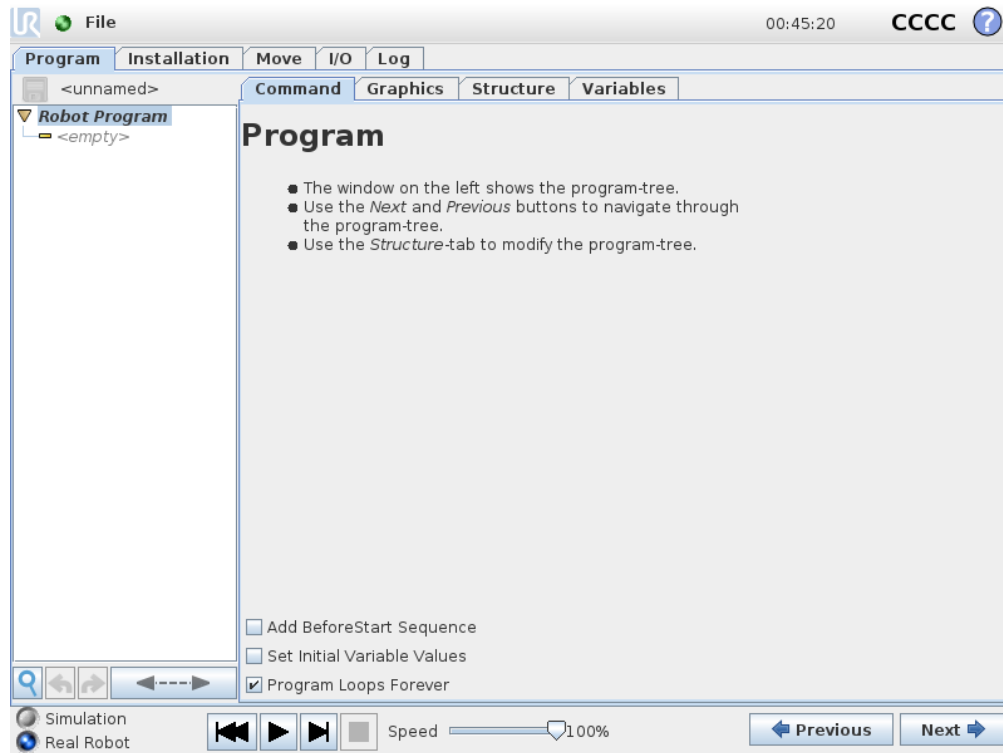 UR File 00:45:20 CCCC ?
Program Installation Move I/O Log
<unnamed>
Command Graphics Structure Variables
Robot Program
<empty>
Program
The window on the left shows the program-tree.
Use the Next and Previous buttons to navigate through
the program-tree.
Use the Structure-tab to modify the program-tree.
Add BeforeStart Sequence
Set Initial Variable Values
Program Loops Forever
Simulation
Real Robot
Speed 100%
Previous Next